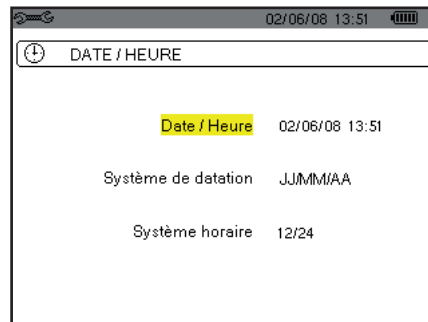 02/06/08 13:51
DATE / HEURE
Date / Heure 02/06/08 13:51
Système de datation JJ/MM/AA
Système horaire 12/24